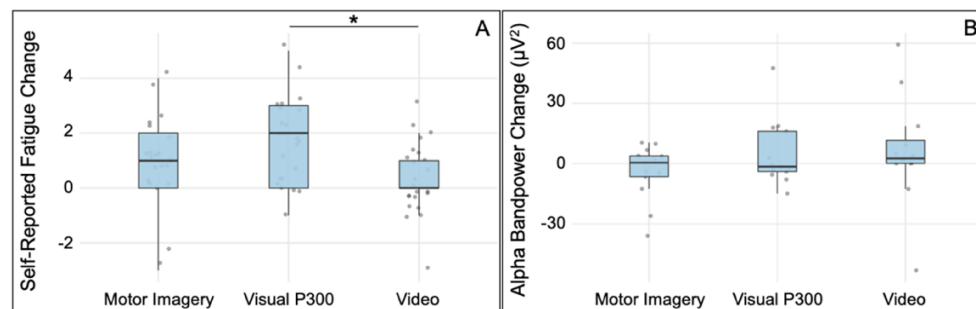 A
*
Self-Reported Fatigue Change
4
2
0
-2
Motor Imagery
Visual P300
Video
B
Alpha Bandpower Change (µV²)
60
30
0
-30
Motor Imagery
Visual P300
Video